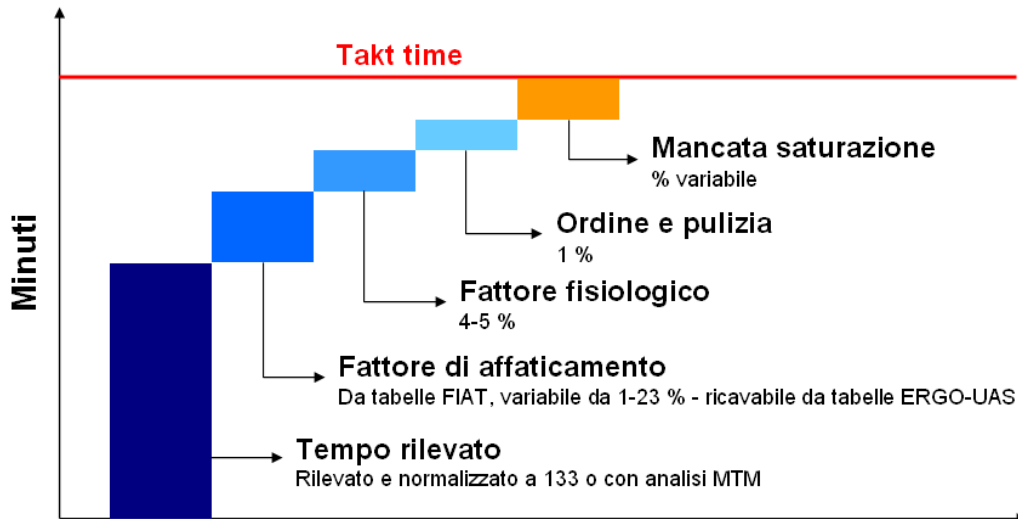 Takt time
Mancata saturazione
% variabile
Ordine e pulizia
1 %
Fattore fisiologico
4-5 %
Fattore di affaticamento
Da tabelle FIAT, variabile da 1-23 % - ricavabile da tabelle ERGO-UAS
Tempo rilevato
Rilevato e normalizzato a 133 o con analisi MTM
Minuti